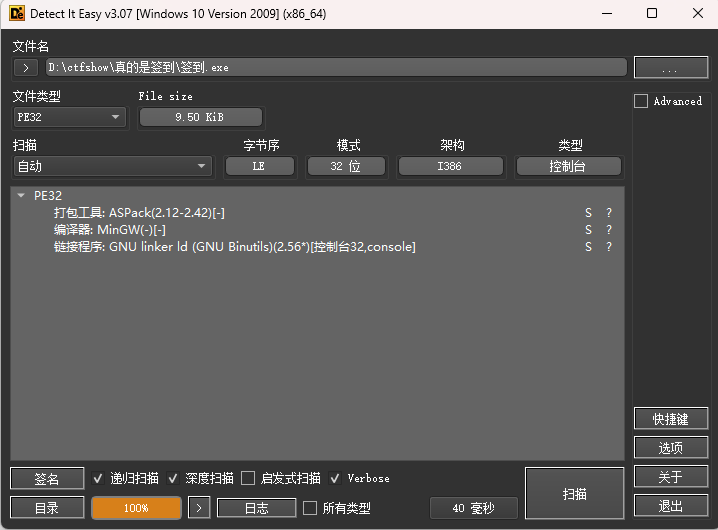 Detect It Easy v3.07 [Windows 10 Version 2009] (x86_64)
文件名
> D:\ctfshow\真的是签到\签到.exe ...
文件类型 File size
PE32 9.50 KiB
Advanced
扫描 字节序 模式 架构 类型
自动 LE 32 位 I386 控制台
PE32
打包工具: ASPack(2.12-2.42)[-] S ?
编译器: MinGW(-)[-] S ?
链接程序: GNU linker ld (GNU Binutils)(2.56*)[控制台32,console] S ?
快捷键
选项
签名 递归扫描 深度扫描 启发式扫描 Verbose 扫描 关于
目录 100% > 日志 所有类型 40 毫秒 退出